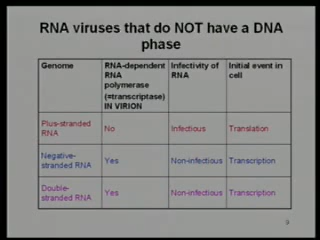 RNA viruses that do NOT have a DNA
phase
Genome
RNA-dependent
RNA
polymerase
(=transcriptase)
IN VIRION
Infectivity of
RNA
Initial event in
cell
Plus-stranded
RNA
No
Infectious
Translation
Negative-
stranded RNA
Yes
Non-infectious
Transcription
Double-
stranded RNA
Yes
Non-infectious
Transcription
9